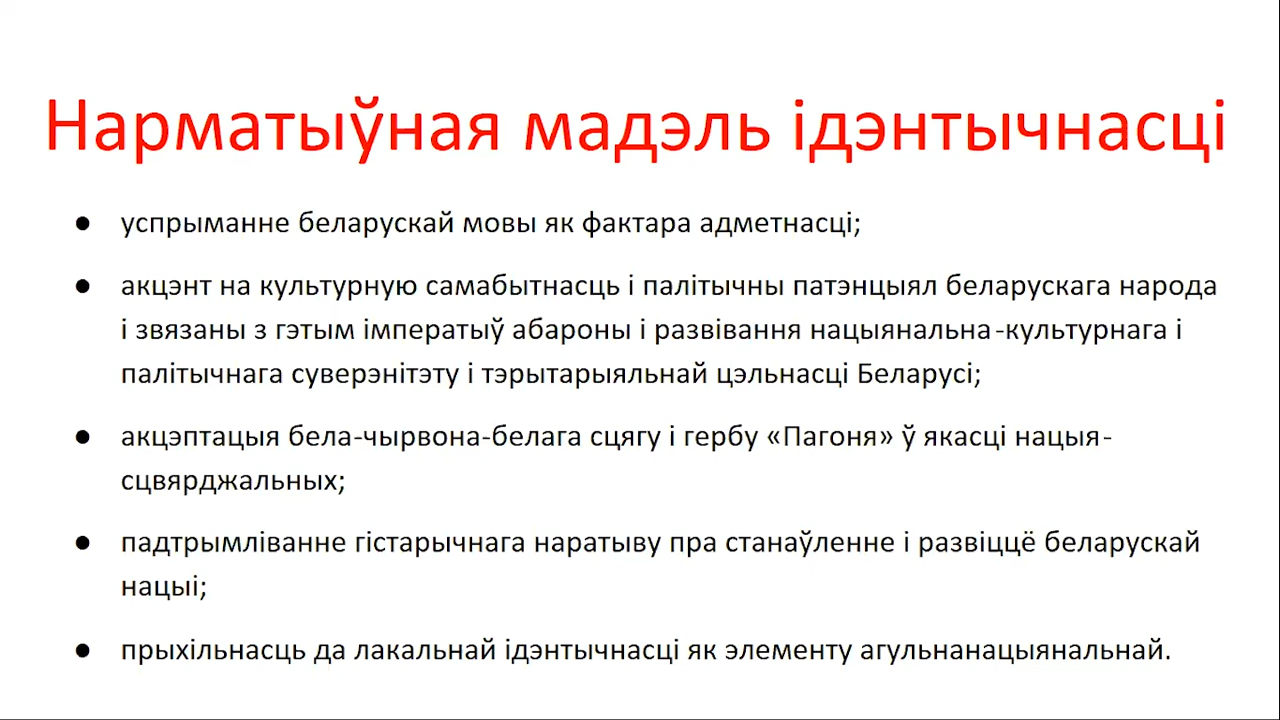 Нарматыўная мадэль ідэнтычнасці
● успрыманне беларускай мовы як фактара адметнасці;
● акцэнт на культурную самабытнасць і палітычны патэнцыял беларускага народа
і звязаны з гэтым імператыў абароны і развівання нацыянальна-культурнага і
палітычнага суверэнітэту і тэрытарыяльнай цэльнасці Беларусі;
● акцэптацыя бела-чырвона-белага сцягу і гербу «Пагоня» ў якасці нацыя-
сцвярджальных;
● падтрымліванне гістарычнага наратыву пра станаўленне і развіццё беларускай
нацыі;
● прыхільнасць да лакальнай ідэнтычнасці як элементу агульнанацыянальнай.